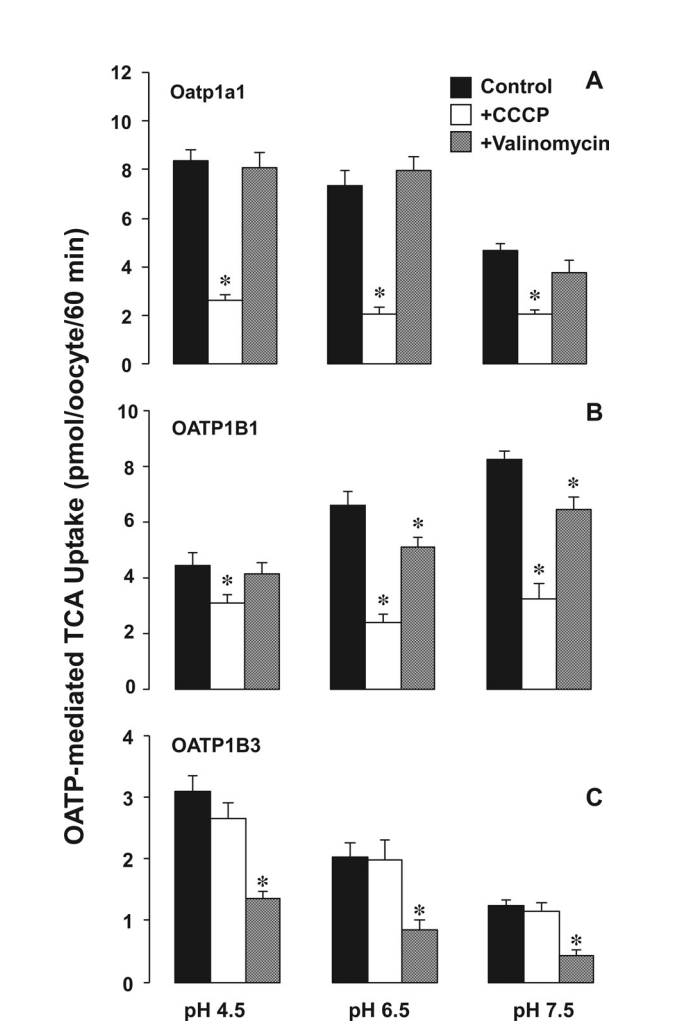 OATP-mediated TCA Uptake (pmol/oocyte/60 min)
12
10
8
6
4
2
0
Oatp1a1
Control
+CCCP
+Valinomycin
A
*
*
*
10
8
6
4
2
0
OATP1B1
B
*
*
*
*
*
4
3
2
1
0
OATP1B3
C
*
*
*
pH 4.5
pH 6.5
pH 7.5